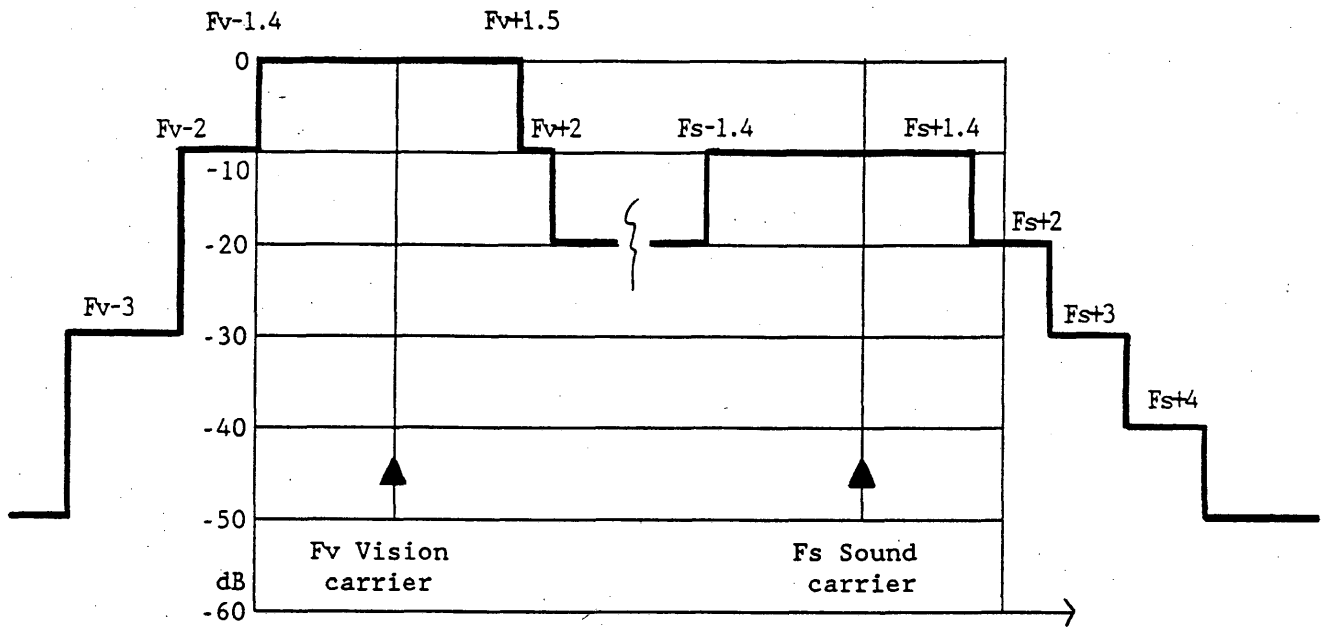 Fv-1.4 Fv+1.5
0
Fv-2 Fv+2 Fs-1.4 Fs+1.4
-10
Fs+2
-20
Fv-3 Fs+3
-30
Fs+4
-40
-50
Fv Vision Fs Sound
carrier carrier
dB
-60